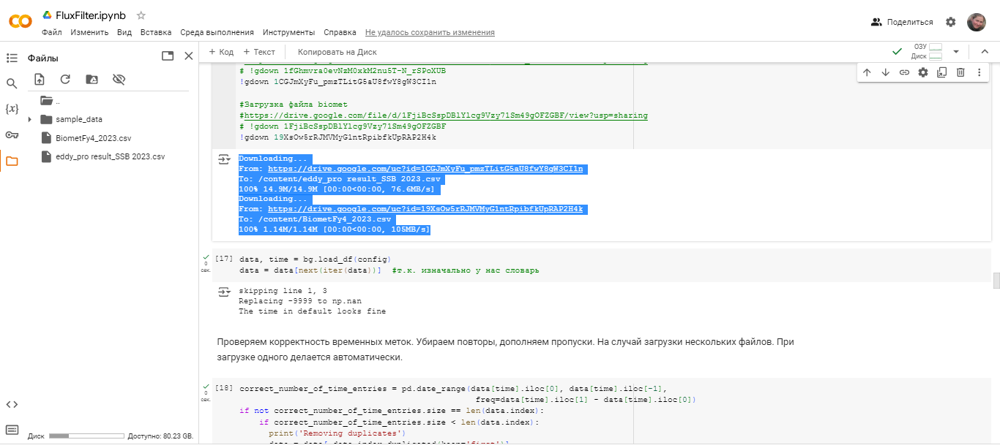 FluxFilter.ipynb
Файл Изменить Вид Вставка Среда выполнения Инструменты Справка Не удалось сохранить изменения
Поделиться
Файлы
+ Код + Текст Копировать на Диск
ОЗУ
Диск
..
sample_data
BiometFy4_2023.csv
eddy_pro result_SSB 2023.csv
# !gdown 1fGhmvra0evNzM0xkM2nu5T-N_rSPoXUB
!gdown 1CGJmXyFu_pmzTLitG5aU8fwY8gW3CI1n
#Загрузка файла biomet
#https://drive.google.com/file/d/1FjiBcSspDBlYlcg9Vzy71Sm49gOFZGBF/view?usp=sharing
# !gdown 1FjiBcSspDBlYlcg9Vzy71Sm49gOFZGBF
!gdown 19XsOw5rRJMVMyG1ntRpibfkUpRAP2H4k
Downloading...
From: https://drive.google.com/uc?id=1CGJmXyFu_pmzTLitG5aU8fwY8gW3CI1n
To: /content/eddy_pro result_SSB 2023.csv
100% 14.9M/14.9M [00:00<00:00, 76.6MB/s]
Downloading...
From: https://drive.google.com/uc?id=19XsOw5rRJMVMyG1ntRpibfkUpRAP2H4k
To: /content/BiometFy4_2023.csv
100% 1.14M/1.14M [00:00<00:00, 105MB/s]
0
сек.
[17] data, time = bg.load_df(config)
data = data[next(iter(data))] #т.к. изначально у нас словарь
skipping line 1, 3
Replacing -9999 to np.nan
The time in default looks fine
Проверяем корректность временных меток. Убираем повторы, дополняем пропуски. На случай загрузки нескольких файлов. При
загрузке одного делается автоматически.
0
сек.
[18] correct_number_of_time_entries = pd.date_range(data[time].iloc[0], data[time].iloc[-1],
freq=data[time].iloc[1] - data[time].iloc[0])
if not correct_number_of_time_entries.size == len(data.index):
if correct_number_of_time_entries.size < len(data.index):
print('Removing duplicates')
Диск Доступно: 80.23 GB.